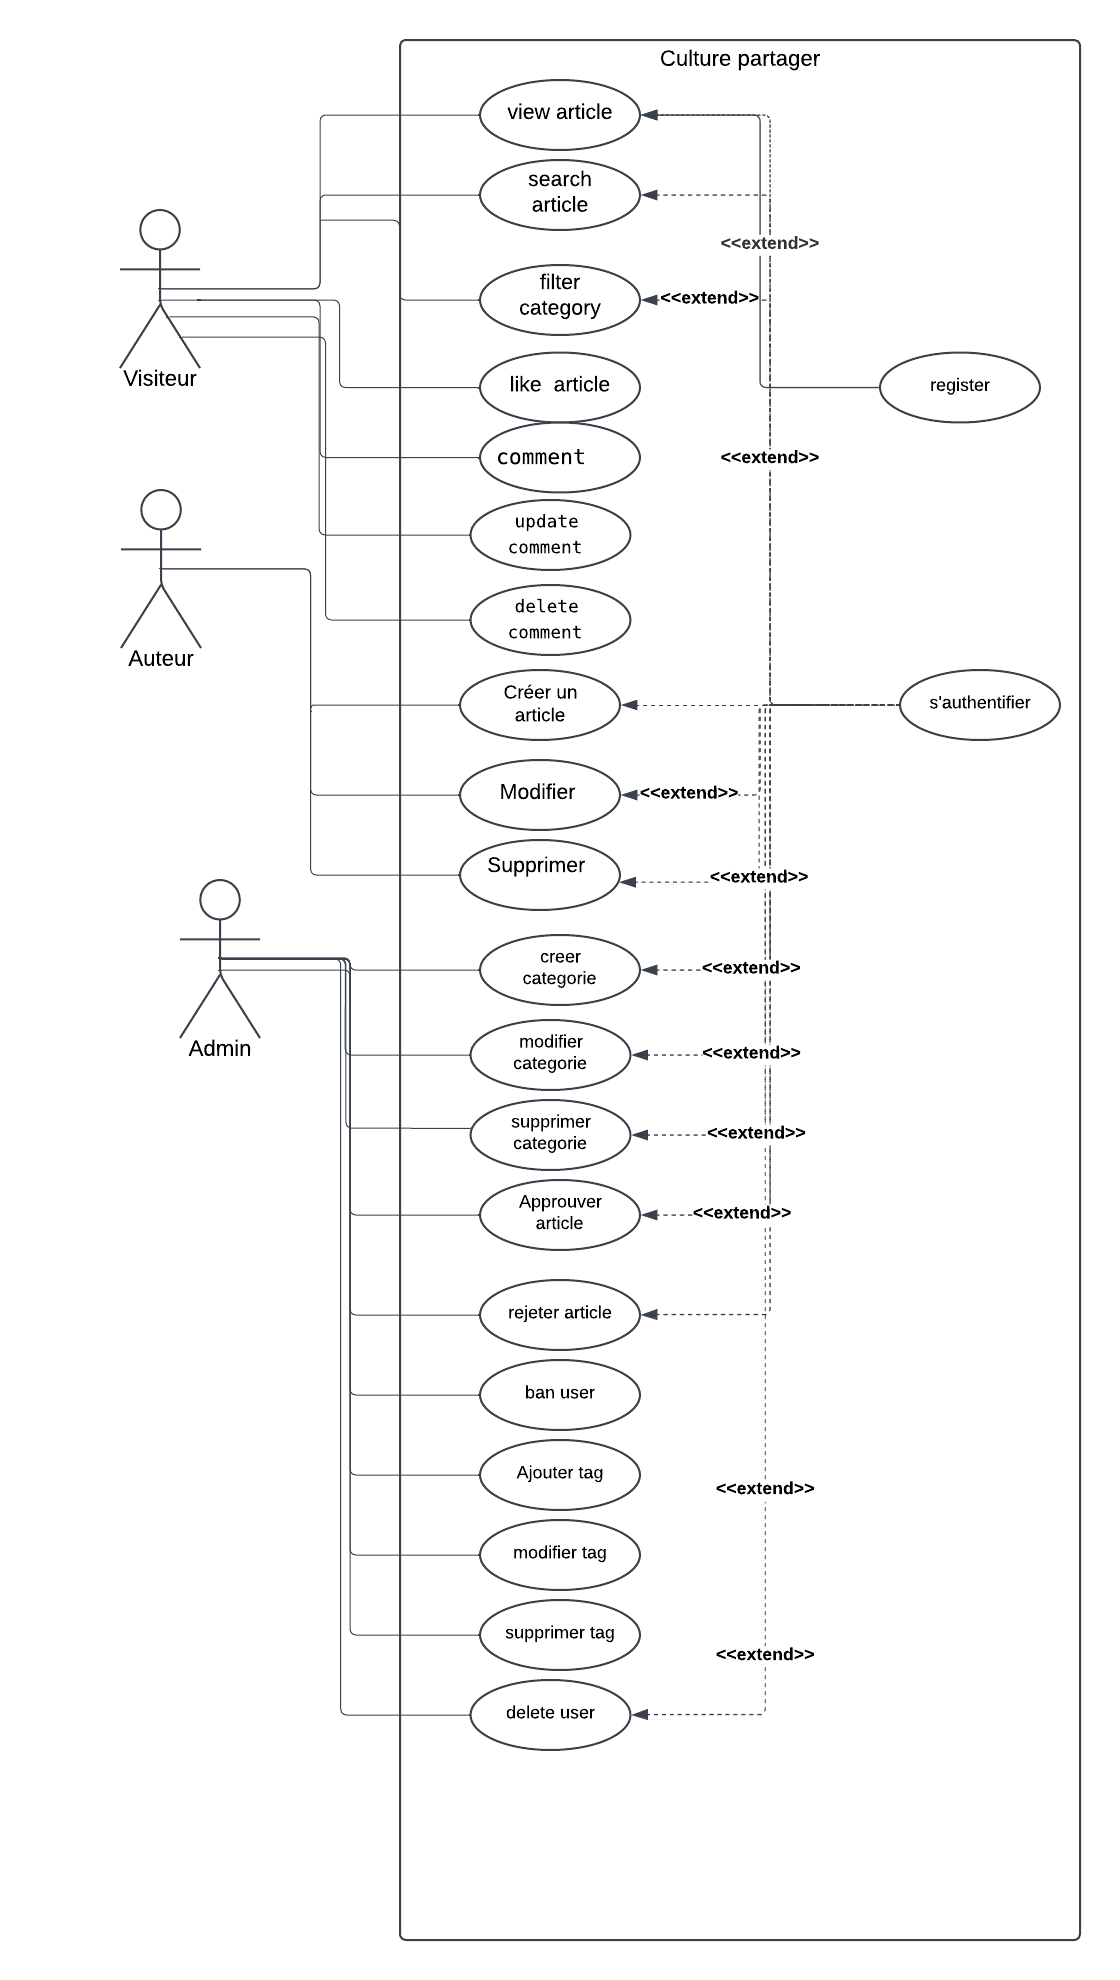 Culture partager
view article
search
article
<<extend>>
filter
category
<<extend>>
Visiteur
like  article
register
comment
<<extend>>
update
comment
delete
comment
Auteur
Créer un
article
s'authentifier
Modifier
<<extend>>
Supprimer
<<extend>>
creer
categorie
<<extend>>
Admin
modifier
categorie
<<extend>>
supprimer
categorie
<<extend>>
Approuver
article
<<extend>>
rejeter article
ban user
Ajouter tag
<<extend>>
modifier tag
supprimer tag
<<extend>>
delete user